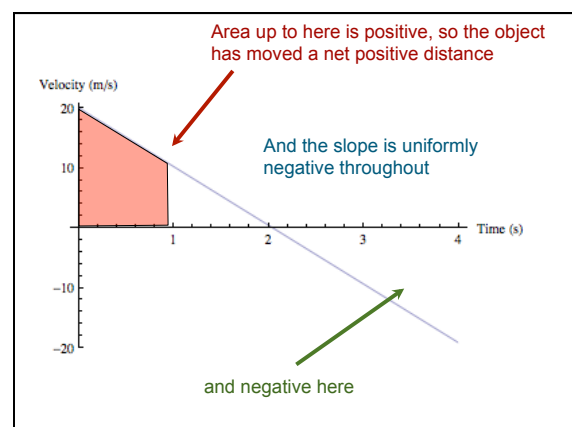 Area up to here is positive, so the object
has moved a net positive distance
Velocity (m/s)
20
And the slope is uniformly
negative throughout
10
1
2
3
4
Time (s)
−10
−20
and negative here